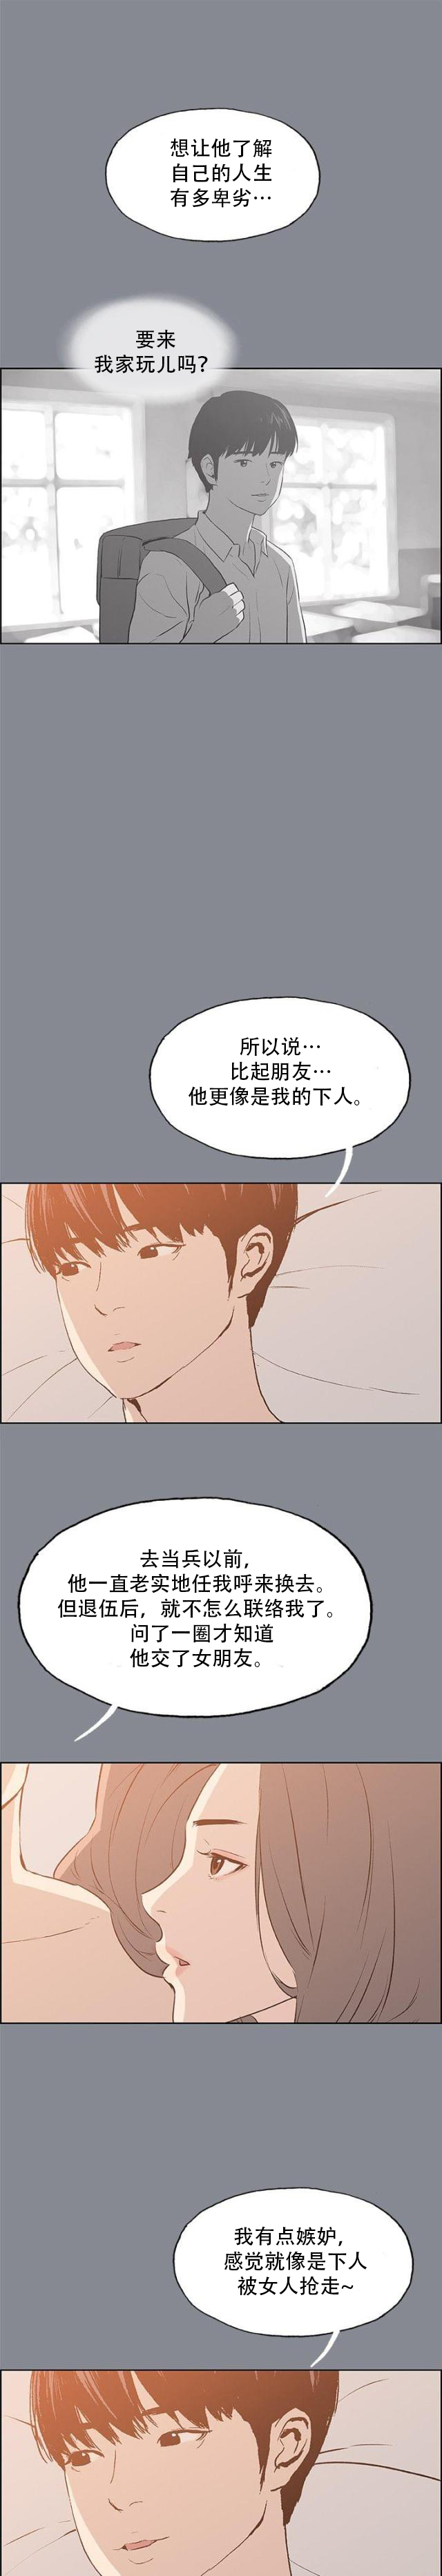 想让他了解
自己的人生
有多卑劣…
要来
我家玩儿吗?
所以说…
比起朋友…
他更像是我的下人。
去当兵以前,
他一直老实地任我呼来换去。
但退伍后，就不怎么联络我了。
问了一圈才知道
他交了女朋友。
我有点嫉妒,
感觉就像是下人
被女人抢走~